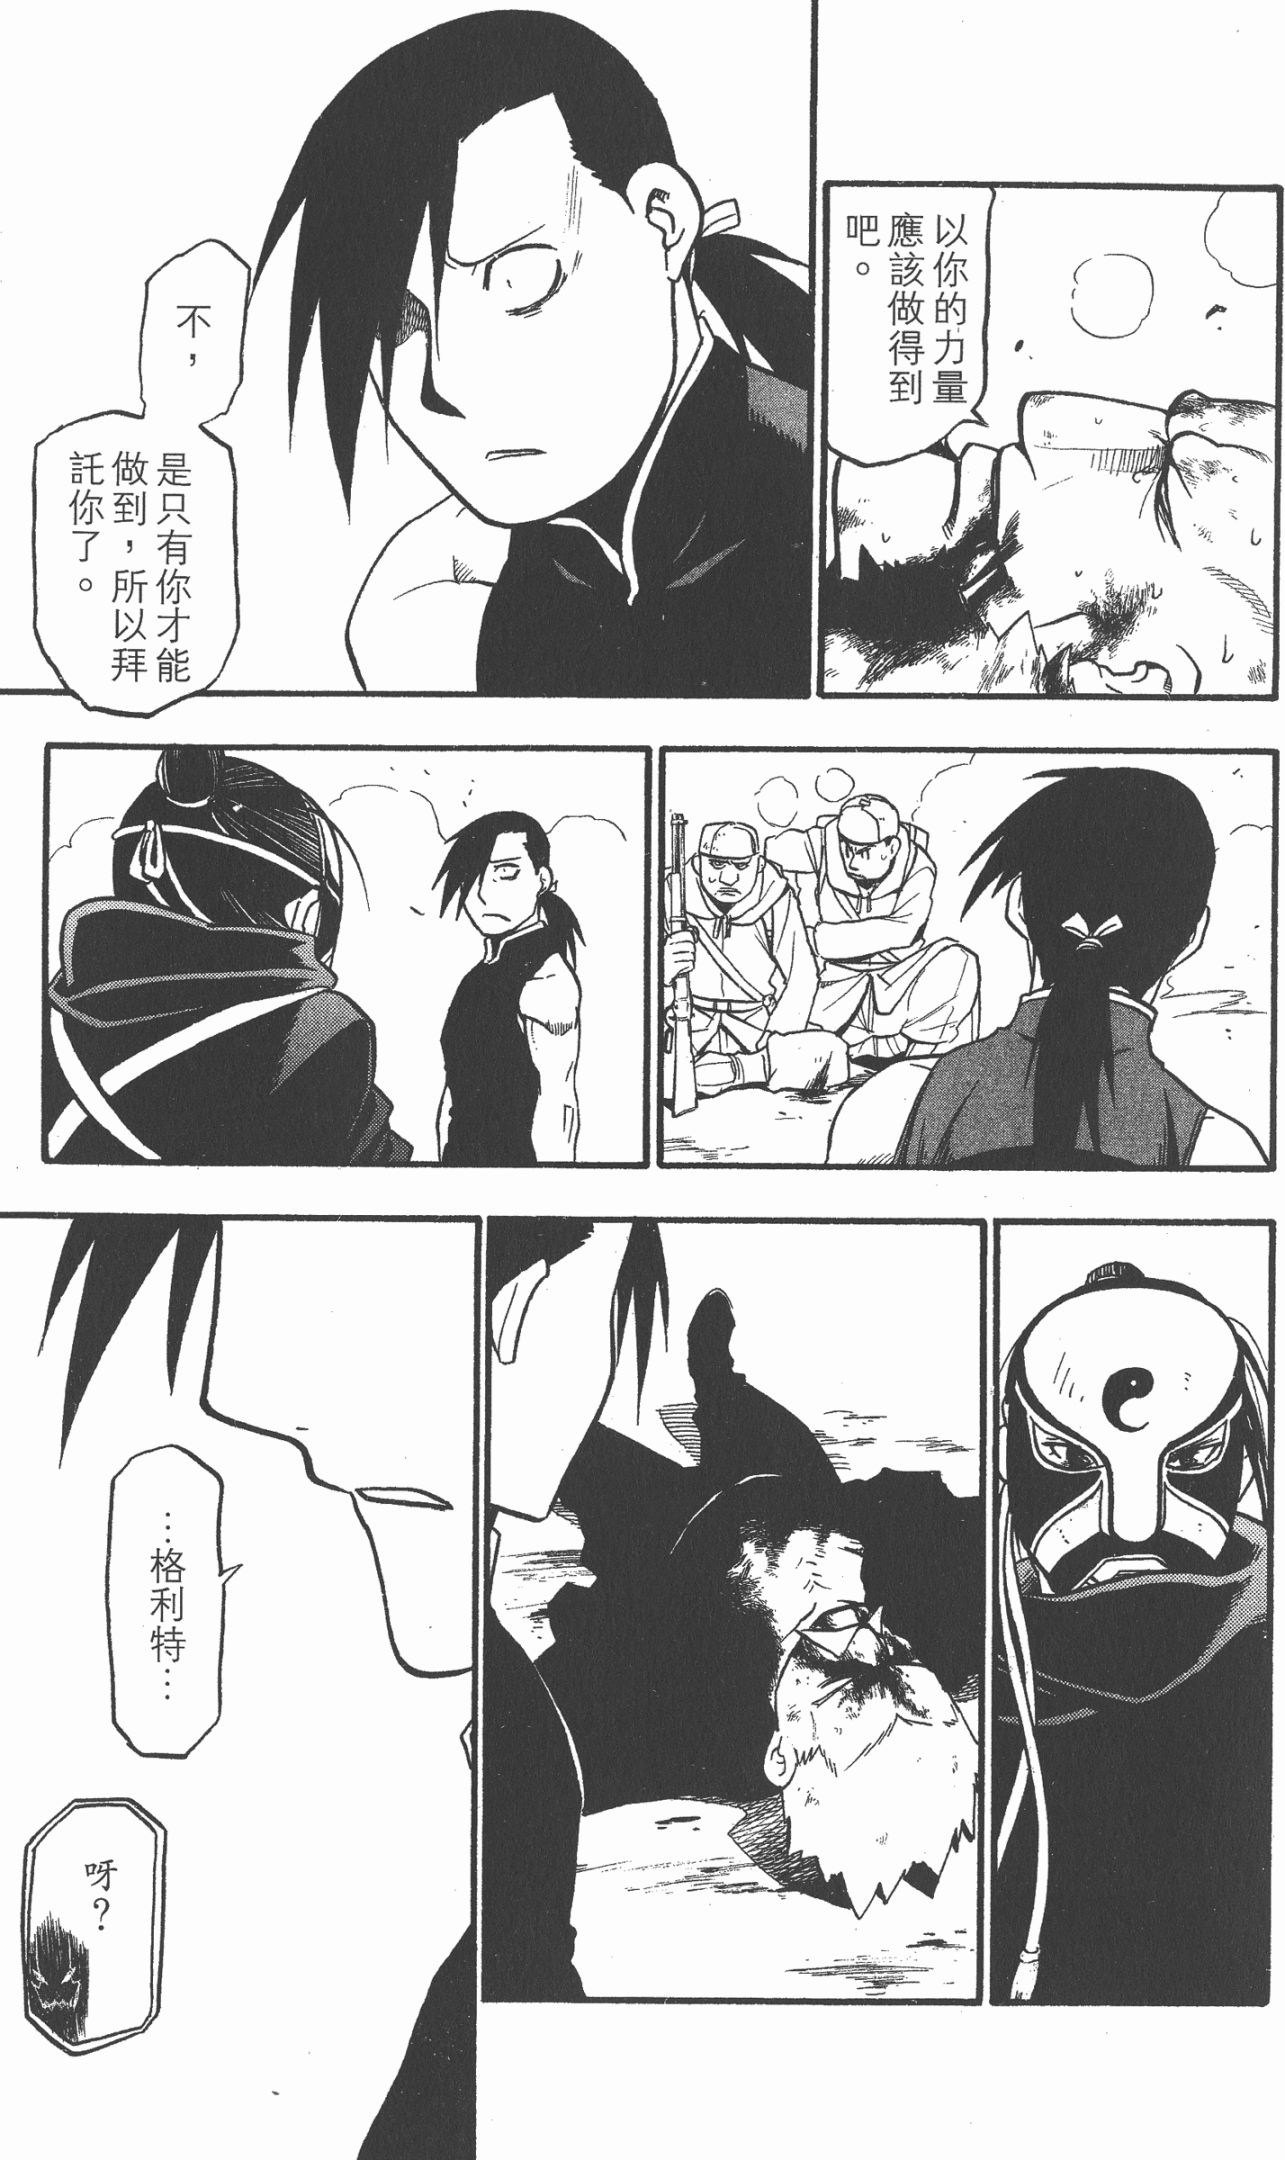 以你的力量
應該做得到
吧。
不，
是只有你才能
做到，所以拜
託你了。
…格利特…
呀？